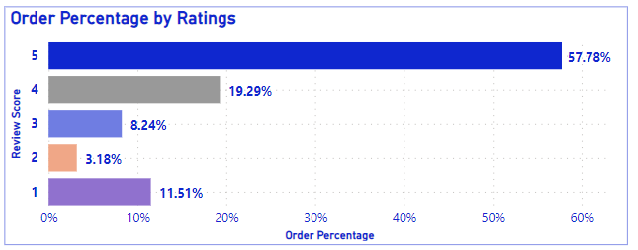 Order Percentage by Ratings
Review Score
5 57.78%
4 19.29%
3 8.24%
2 3.18%
1 11.51%
0% 10% 20% 30% 40% 50% 60%
Order Percentage